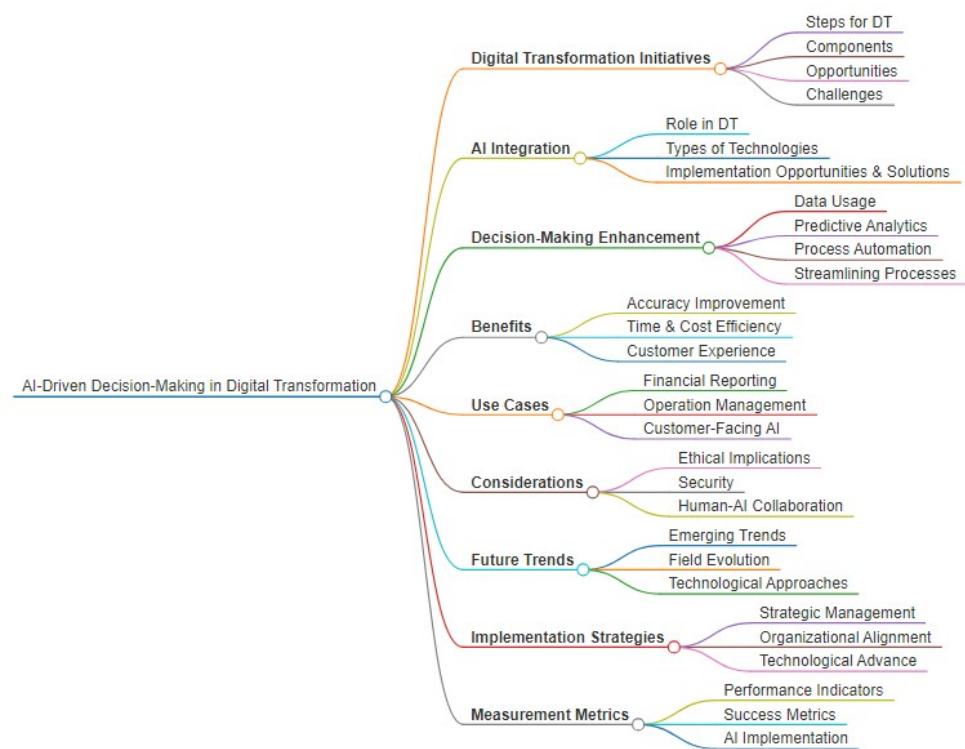 AI-Driven Decision-Making in Digital Transformation
Digital Transformation Initiatives
Steps for DT
Components
Opportunities
Challenges
AI Integration
Role in DT
Types of Technologies
Implementation Opportunities & Solutions
Decision-Making Enhancement
Data Usage
Predictive Analytics
Process Automation
Streamlining Processes
Benefits
Accuracy Improvement
Time & Cost Efficiency
Customer Experience
Use Cases
Financial Reporting
Operation Management
Customer-Facing AI
Considerations
Ethical Implications
Security
Human-AI Collaboration
Future Trends
Emerging Trends
Field Evolution
Technological Approaches
Implementation Strategies
Strategic Management
Organizational Alignment
Technological Advance
Measurement Metrics
Performance Indicators
Success Metrics
AI Implementation